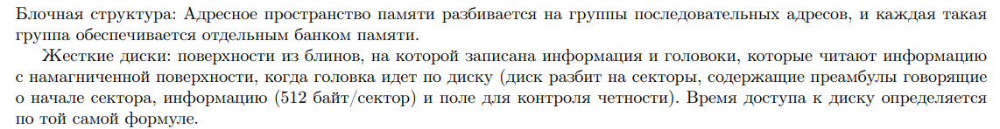 Блочная структура: Адресное пространство памяти разбивается на группы последовательных адресов, и каждая такая
группа обеспечивается отдельным банком памяти.
Жесткие диски: поверхности из блинов, на которой записана информация и головоки, которые читают информацию
с намагниченной поверхности, когда головка идет по диску (диск разбит на секторы, содержащие преамбулы говорящие
о начале сектора, информацию (512 байт/сектор) и поле для контроля четности). Время доступа к диску определяется
по той самой формуле.